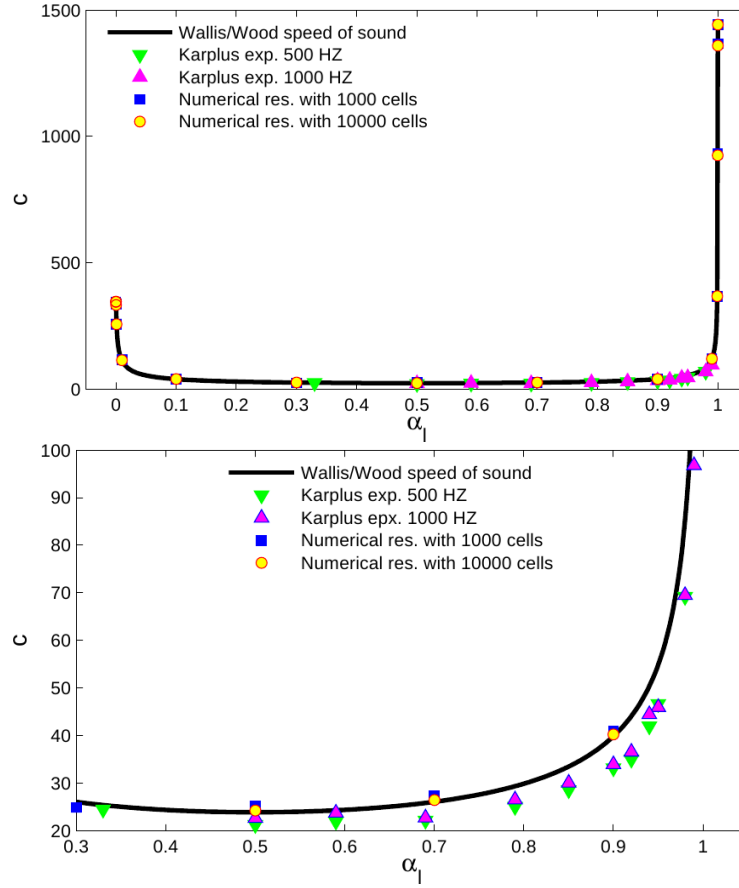 1500
1000
500
0
c
Wallis/Wood speed of sound
Karplus exp. 500 HZ
Karplus exp. 1000 HZ
Numerical res. with 1000 cells
Numerical res. with 10000 cells
0 0.1 0.2 0.3 0.4 0.5 0.6 0.7 0.8 0.9 1
α_l
100
90
80
70
60
50
40
30
20
c
Wallis/Wood speed of sound
Karplus exp. 500 HZ
Karplus epx. 1000 HZ
Numerical res. with 1000 cells
Numerical res. with 10000 cells
0.3 0.4 0.5 0.6 0.7 0.8 0.9 1
α_l